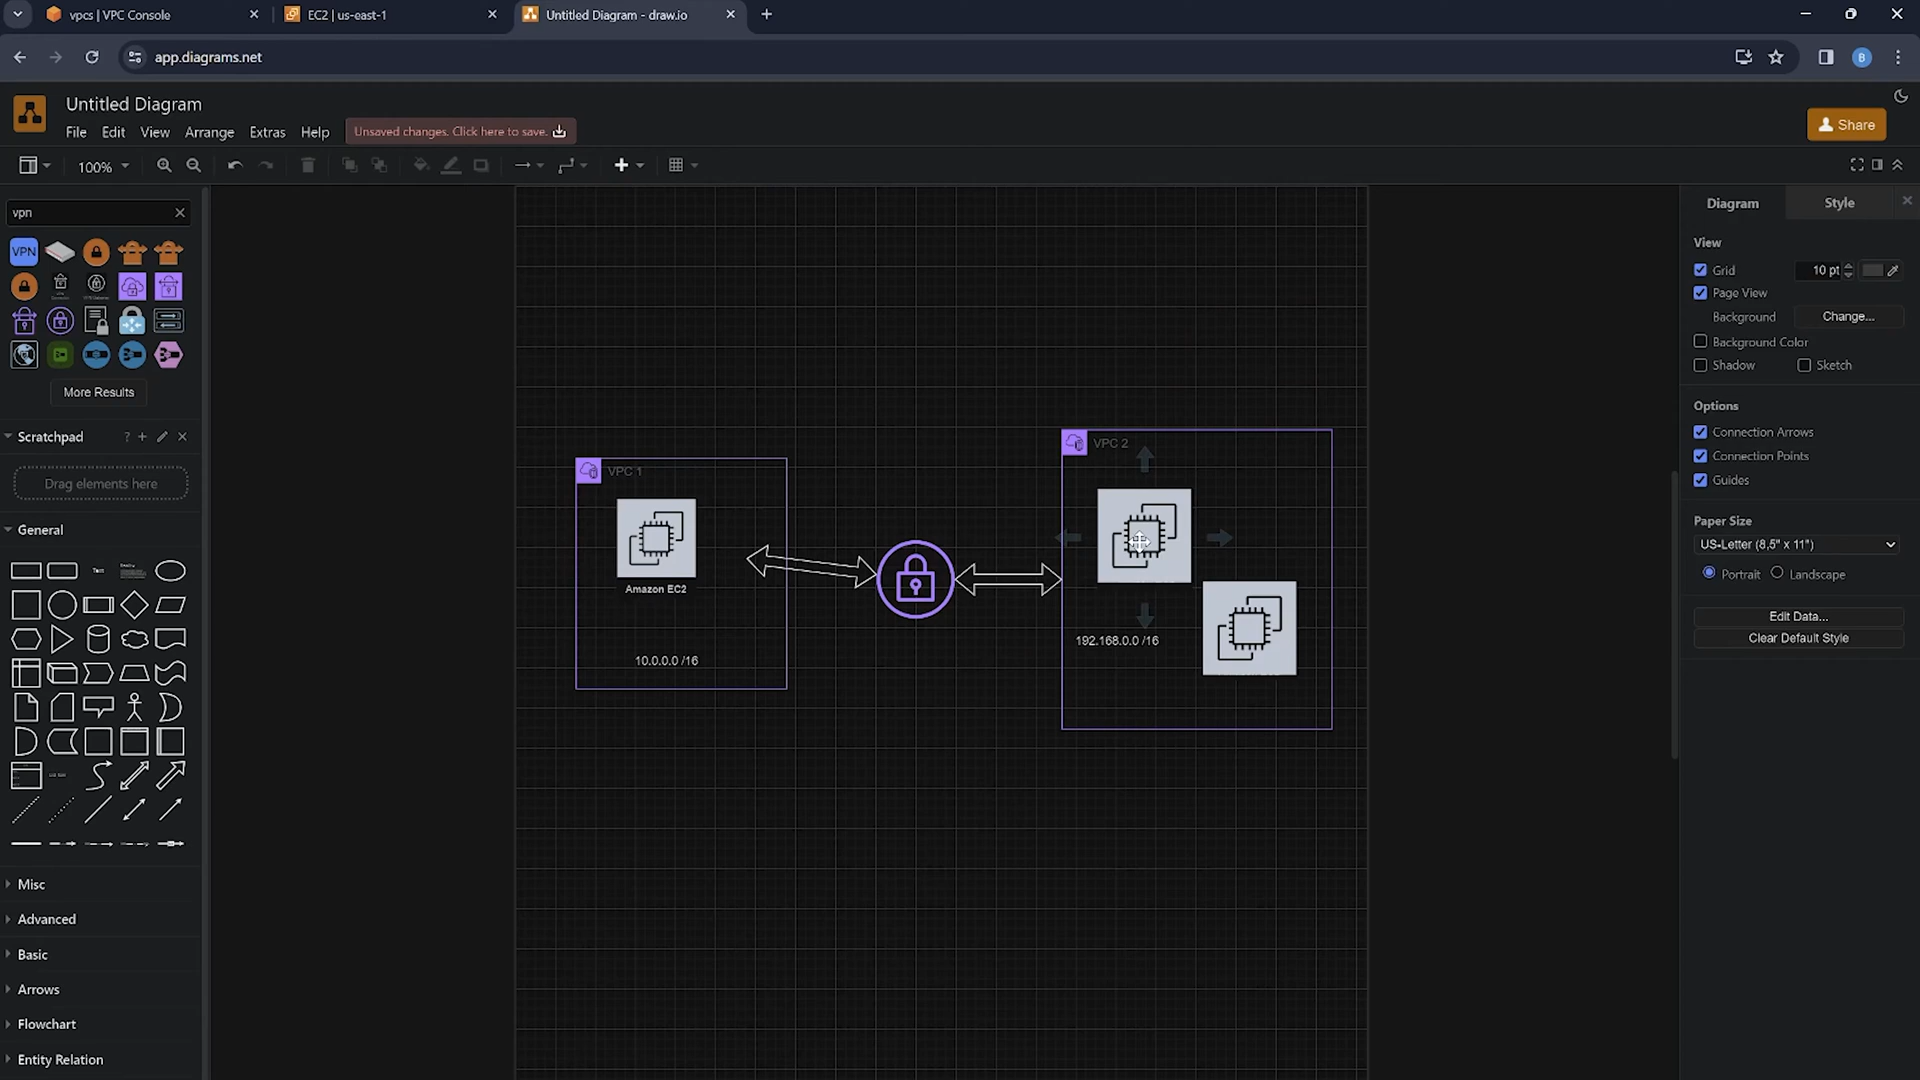 vpcs | VPC Console
EC2 | us-east-1
Untitled Diagram - draw.io
app.diagrams.net
Untitled Diagram
File Edit View Arrange Extras Help
Unsaved changes. Click here to save.
Share
100%
vpn
VPN
More Results
Scratchpad
?
Drag elements here
General
Text
Misc
Advanced
Basic
Arrows
Flowchart
Entity Relation
VPC 1
Amazon EC2
10.0.0.0 /16
VPC 2
192.168.0.0 /16
B
Diagram
Style
View
Grid
10 pt
Page View
Background
Change...
Background Color
Shadow
Sketch
Options
Connection Arrows
Connection Points
Guides
Paper Size
US-Letter (8,5" x 11")
Portrait
Landscape
Edit Data...
Clear Default Style